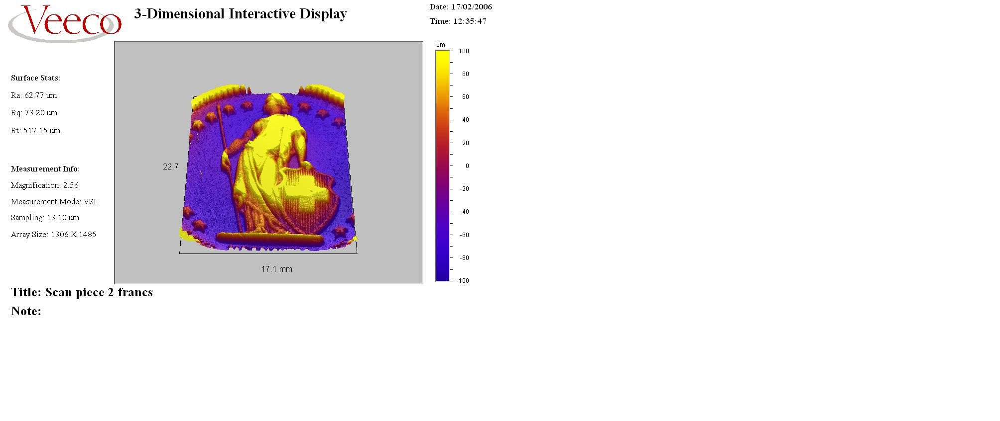 Veeco
3-Dimensional Interactive Display
Date: 17/02/2006
Time: 12:35:47
Surface Stats:
Ra: 62.77 um
Rq: 73.20 um
Rt: 517.15 um
Measurement Info:
Magnification: 2.56
Measurement Mode: VSI
Sampling: 13.10 um
Array Size: 1306 X 1485
22.7
17.1 mm
um
100
80
60
40
20
0
-20
-40
-60
-80
-100
Title: Scan piece 2 francs
Note: